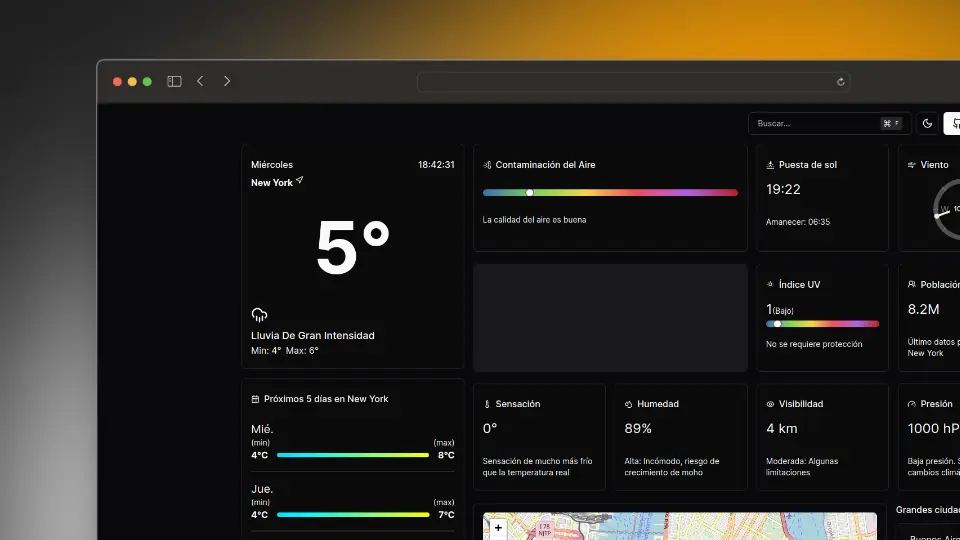 Buscar...
⌘ F
Miércoles
18:42:31
New York
5°
Lluvia De Gran Intensidad
Min: 4° Max: 6°
Contaminación del Aire
La calidad del aire es buena
Puesta de sol
19:22
Amanecer: 06:35
Viento
W
10
Índice UV
1(Bajo)
No se requiere protección
Població
8.2M
Último datos
New York
Próximos 5 días en New York
Mié.
(min)
(max)
4°C
8°C
Jue.
(min)
(max)
4°C
7°C
Sensación
0°
Sensación de mucho más frío
que la temperatura real
Humedad
89%
Alta: Incómodo, riesgo de
crecimiento de moho
Visibilidad
4 km
Moderada: Algunas
limitaciones
Presión
1000 hP
Baja presión.
cambios climá
+
I 78
NJTP
Grandes ciuda
Buenos Aire